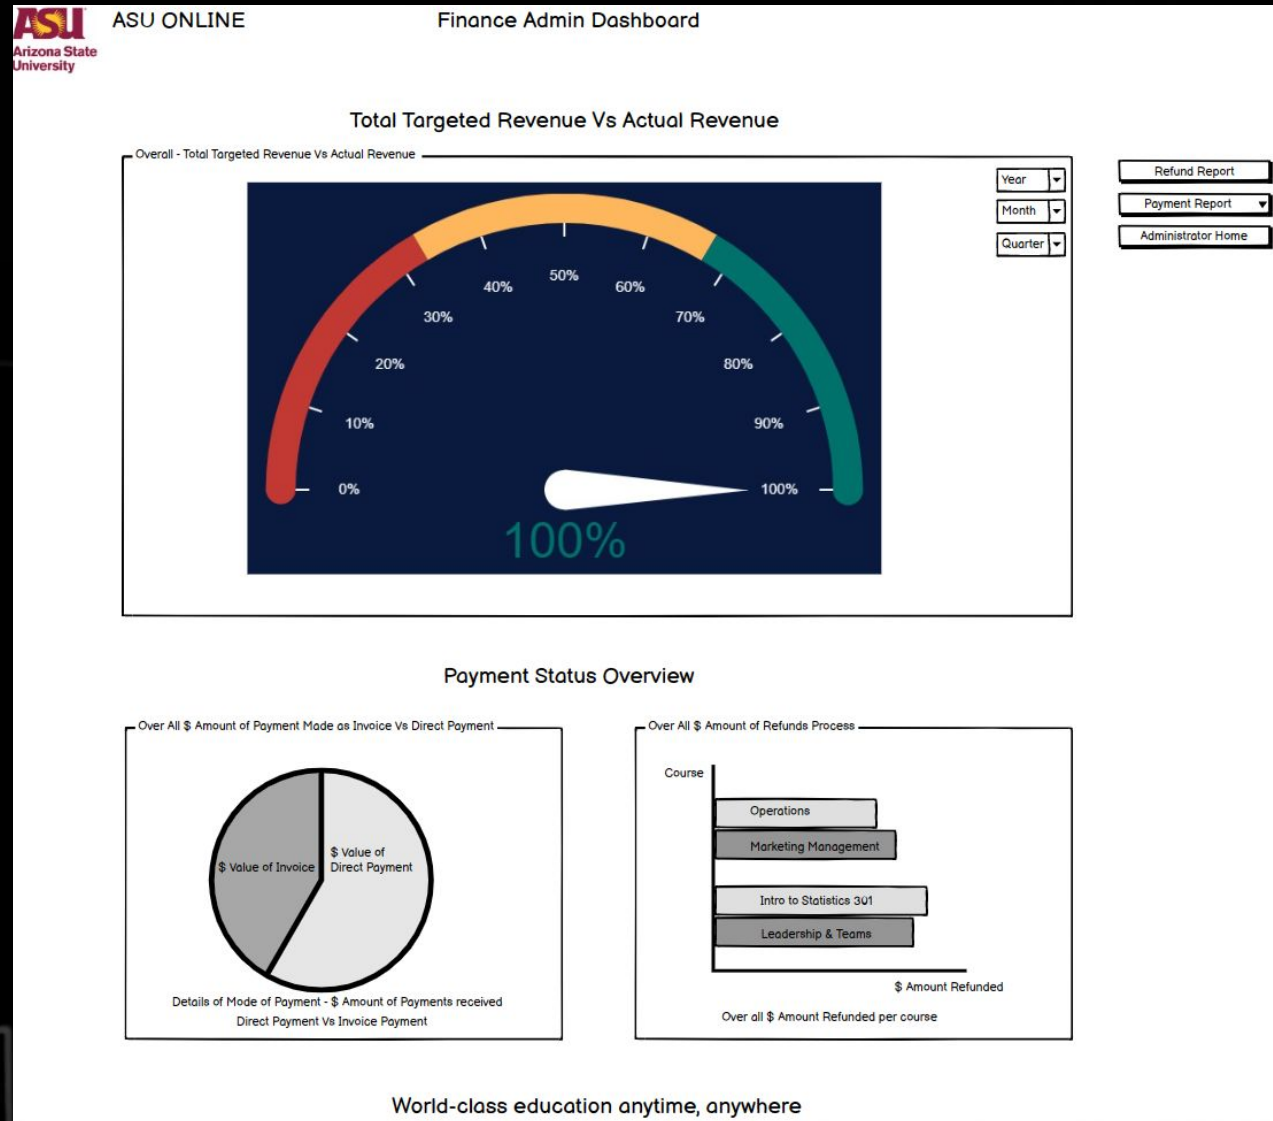 ASU
Arizona State
University
ASU ONLINE
Finance Admin Dashboard
Total Targeted Revenue Vs Actual Revenue
Overall - Total Targeted Revenue Vs Actual Revenue
Year
Month
Quarter
Refund Report
Payment Report
Administrator Home
0%
10%
20%
30%
40%
50%
60%
70%
80%
90%
100%
100%
Payment Status Overview
Over All $ Amount of Payment Made as Invoice Vs Direct Payment
$ Value of Invoice
$ Value of
Direct Payment
Details of Mode of Payment - $ Amount of Payments received
Direct Payment Vs Invoice Payment
Over All $ Amount of Refunds Process
Course
Operations
Marketing Management
Intro to Statistics 301
Leadership & Teams
$ Amount Refunded
Over all $ Amount Refunded per course
World-class education anytime, anywhere